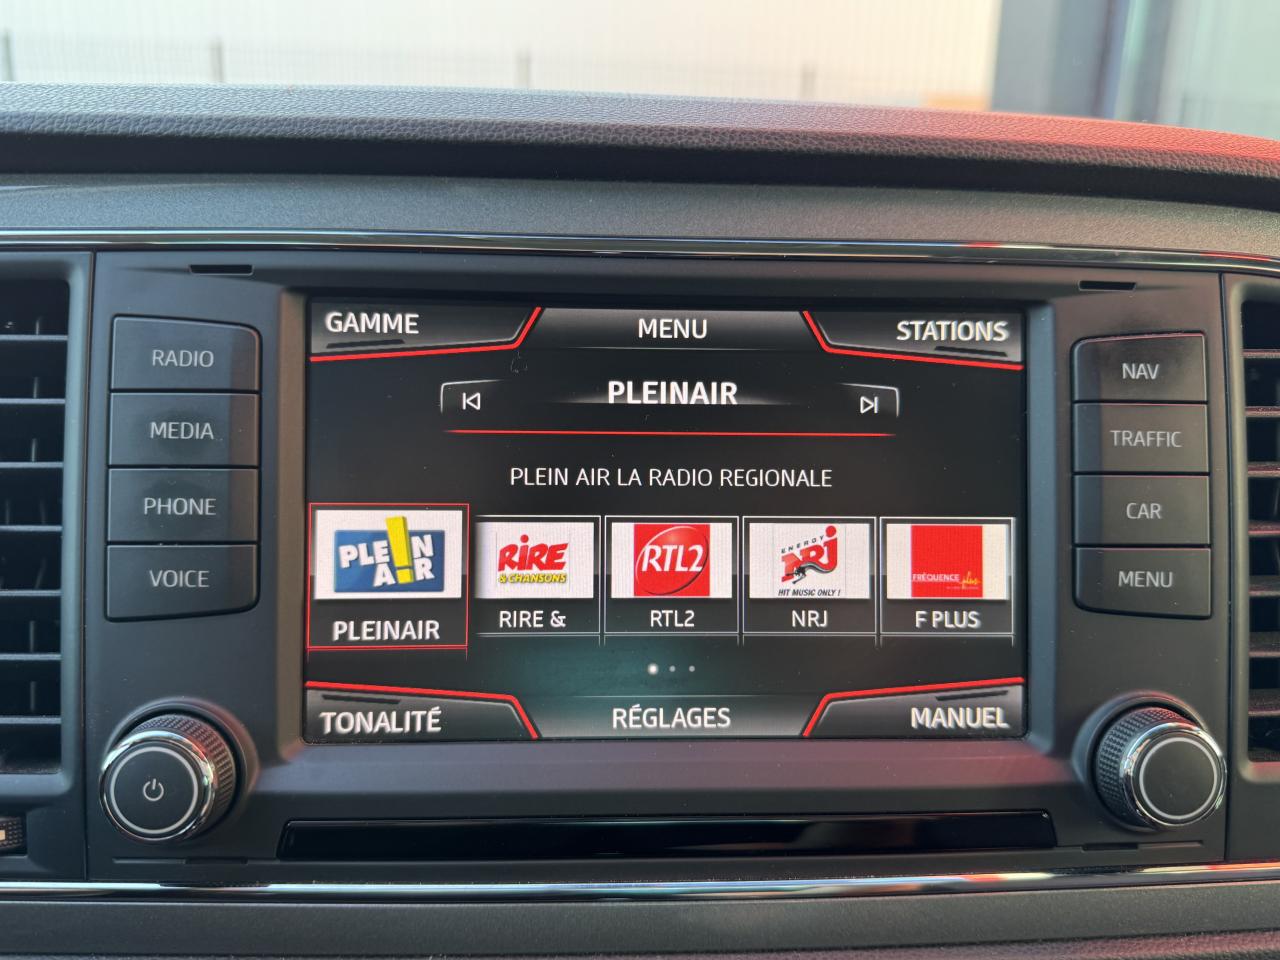 GAMME
MENU
STATIONS
PLEINAIR
PLEIN AIR LA RADIO REGIONALE
PLEIN
AIR
RIRE
& CHANSONS
RTL2
ENERGY
NRJ
HIT MUSIC ONLY !
FRÉQUENCE plus
PLEINAIR
RIRE &
RTL2
NRJ
F PLUS
TONALITÉ
RÉGLAGES
MANUEL
RADIO
MEDIA
PHONE
VOICE
NAV
TRAFFIC
CAR
MENU